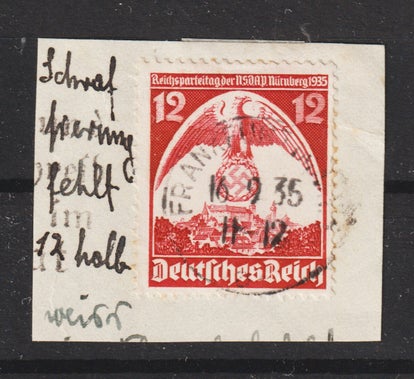 Schraf
fierung
fehlt
im
12 halb
weiss
Reichsparteitag der NSDAP Nürnberg 1935
12 12
FRANK
16 9 35
11-12
Deutsches Reich